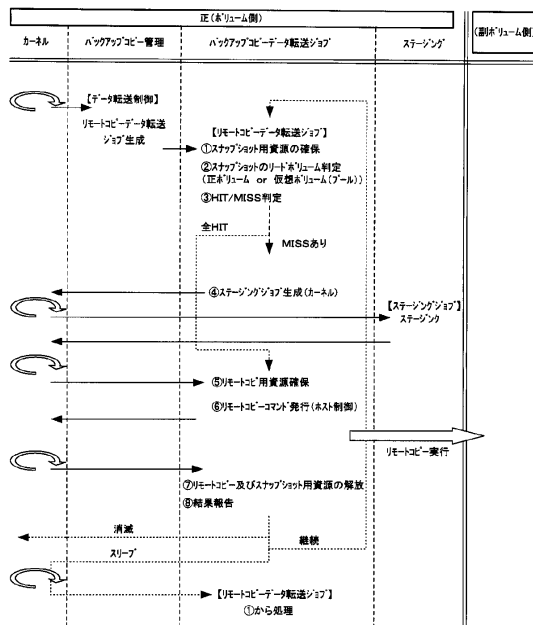 正(ﾎﾞﾘｭｰﾑ側)
(副ﾎﾞﾘｭｰﾑ側)
ｶｰﾈﾙ
ﾊﾞｯｸｱｯﾌﾟｺﾋﾟｰ管理
ﾊﾞｯｸｱｯﾌﾟｺﾋﾟｰﾃﾞｰﾀ転送ｼﾞｮﾌﾞ
ｽﾃｰｼﾞﾝｸﾞ
【ﾃﾞｰﾀ転送制御】
ﾘﾓｰﾄｺﾋﾟｰﾃﾞｰﾀ転送
ｼﾞｮﾌﾞ生成
【ﾘﾓｰﾄｺﾋﾟｰﾃﾞｰﾀ転送ｼﾞｮﾌﾞ】
①ｽﾅｯﾌﾟｼｮｯﾄ用資源の確保
②ｽﾅｯﾌﾟｼｮｯﾄのﾘｰﾄﾞﾎﾞﾘｭｰﾑ判定
(正ﾎﾞﾘｭｰﾑ or 仮想ﾎﾞﾘｭｰﾑ(ﾌﾟｰﾙ))
③HIT/MISS判定
全HIT
MISSあり
④ｽﾃｰｼﾞﾝｸﾞｼﾞｮﾌﾞ生成(ｶｰﾈﾙ)
【ｽﾃｰｼﾞﾝｸﾞｼﾞｮﾌﾞ】
ｽﾃｰｼﾞﾝｸﾞ
⑤ﾘﾓｰﾄｺﾋﾟ用資源確保
⑥ﾘﾓｰﾄｺﾋﾟｰｺﾏﾝﾄﾞ発行(ﾎｽﾄ制御)
ﾘﾓｰﾄｺﾋﾟｰ実行
⑦ﾘﾓｰﾄｺﾋﾟｰ及びｽﾅｯﾌﾟｼｮｯﾄ用資源の解放
⑧結果報告
消滅
継続
ｽﾘｰﾌﾟ
【ﾘﾓｰﾄｺﾋﾟｰﾃﾞｰﾀ転送ｼﾞｮﾌﾞ】
①から処理